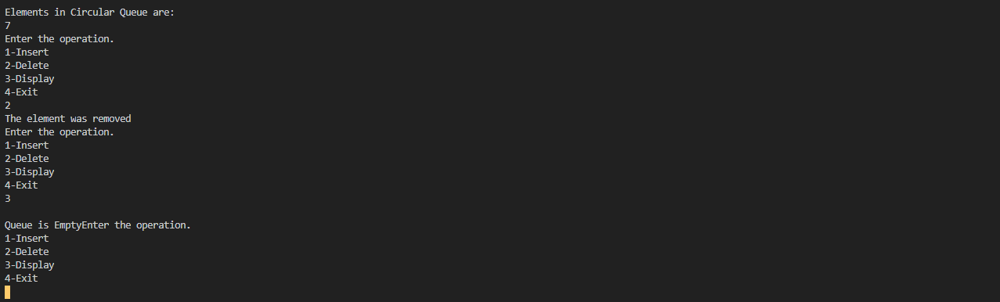 Elements in Circular Queue are:
7
Enter the operation.
1-Insert
2-Delete
3-Display
4-Exit
2
The element was removed
Enter the operation.
1-Insert
2-Delete
3-Display
4-Exit
3
Queue is EmptyEnter the operation.
1-Insert
2-Delete
3-Display
4-Exit